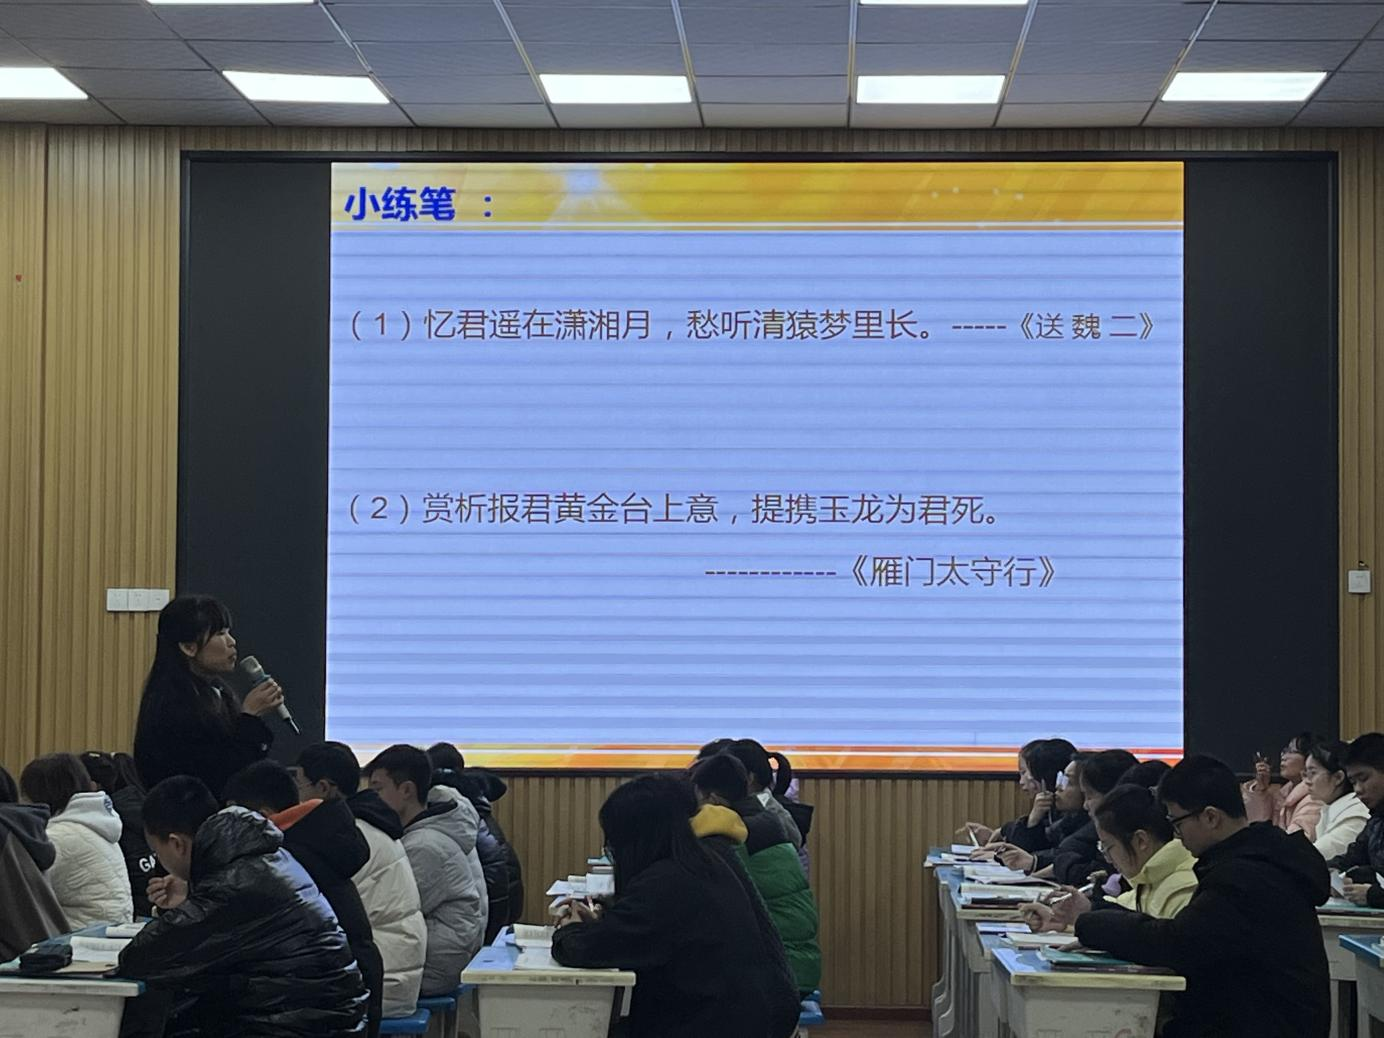 小练笔 ：
（1）忆君遥在潇湘月，愁听清猿梦里长。-----《送 魏 二》
（2）赏析报君黄金台上意，提携玉龙为君死。
------------《雁门太守行》
GA